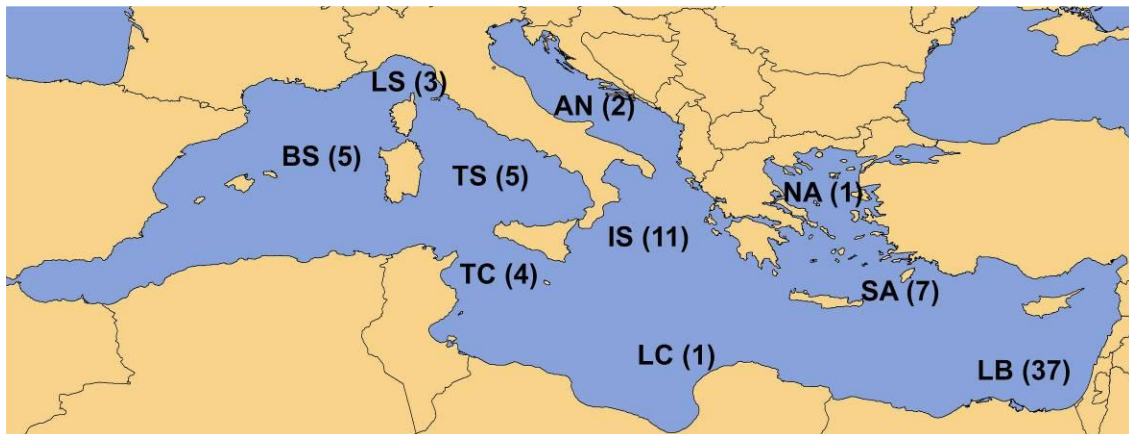 LS (3)
AN (2)
BS (5)
TS (5)
NA (1)
IS (11)
TC (4)
SA (7)
LC (1)
LB (37)